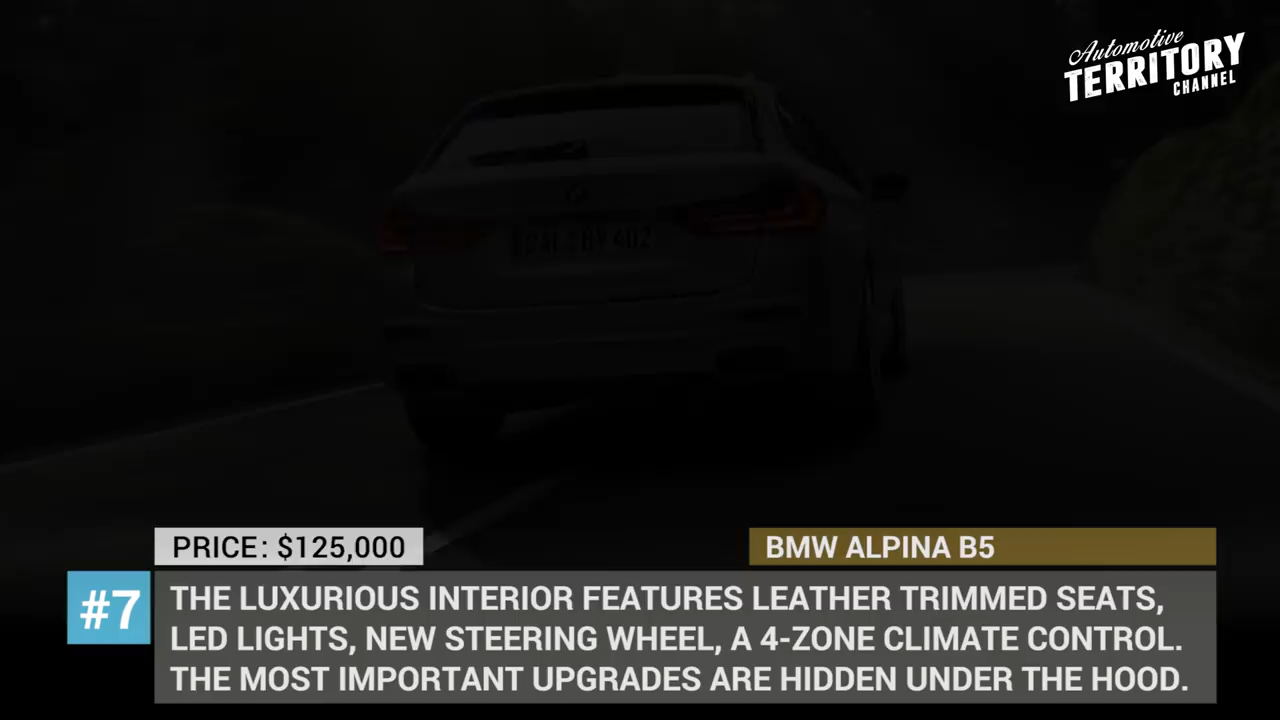 Automotive
TERRITORY
CHANNEL
PRICE: $125,000
BMW ALPINA B5
#7
THE LUXURIOUS INTERIOR FEATURES LEATHER TRIMMED SEATS,
LED LIGHTS, NEW STEERING WHEEL, A 4-ZONE CLIMATE CONTROL.
THE MOST IMPORTANT UPGRADES ARE HIDDEN UNDER THE HOOD.